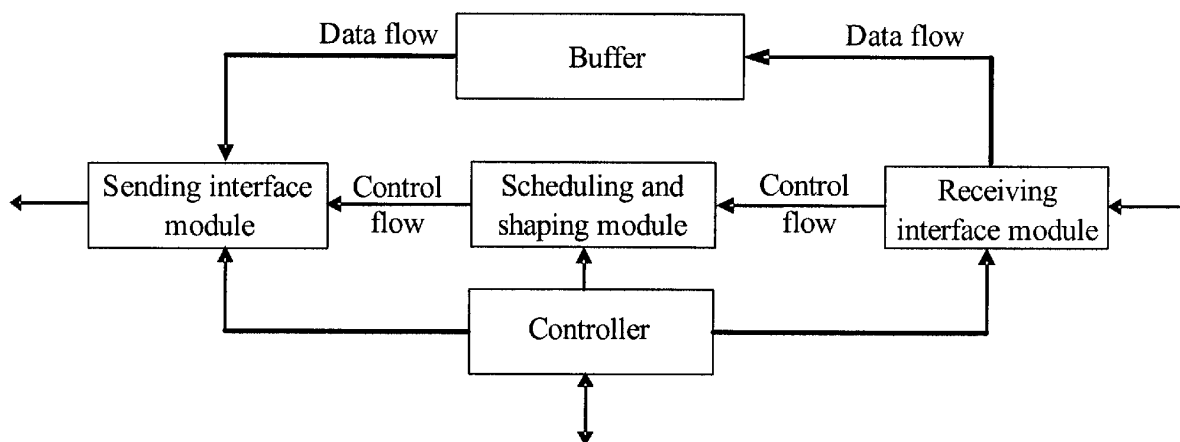 Data flow
Buffer
Data flow
Sending interface
module
Control
flow
Scheduling and
shaping module
Control
flow
Receiving
interface module
Controller